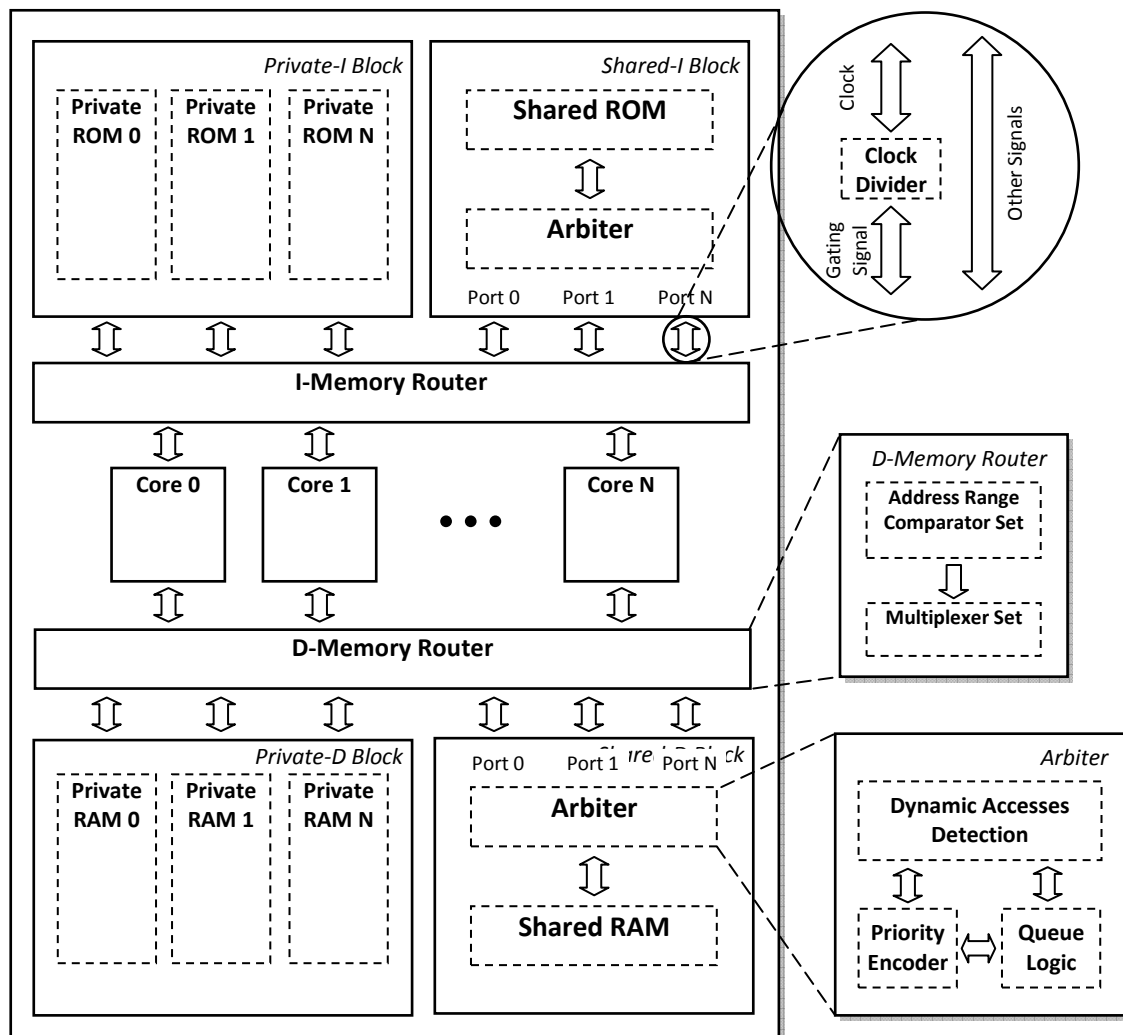 Private-I Block
Private
ROM 0
Private
ROM 1
Private
ROM N
Shared-I Block
Shared ROM
Arbiter
Port 0
Port 1
Port N
Clock
Clock
Divider
Gating
Signal
Other Signals
I-Memory Router
Core 0
Core 1
• • •
Core N
D-Memory Router
D-Memory Router
Address Range
Comparator Set
Multiplexer Set
Private-D Block
Private
RAM 0
Private
RAM 1
Private
RAM N
Shared-D Block
Port 0
Port 1
Port N
Arbiter
Shared RAM
Arbiter
Dynamic Accesses
Detection
Priority
Encoder
Queue
Logic